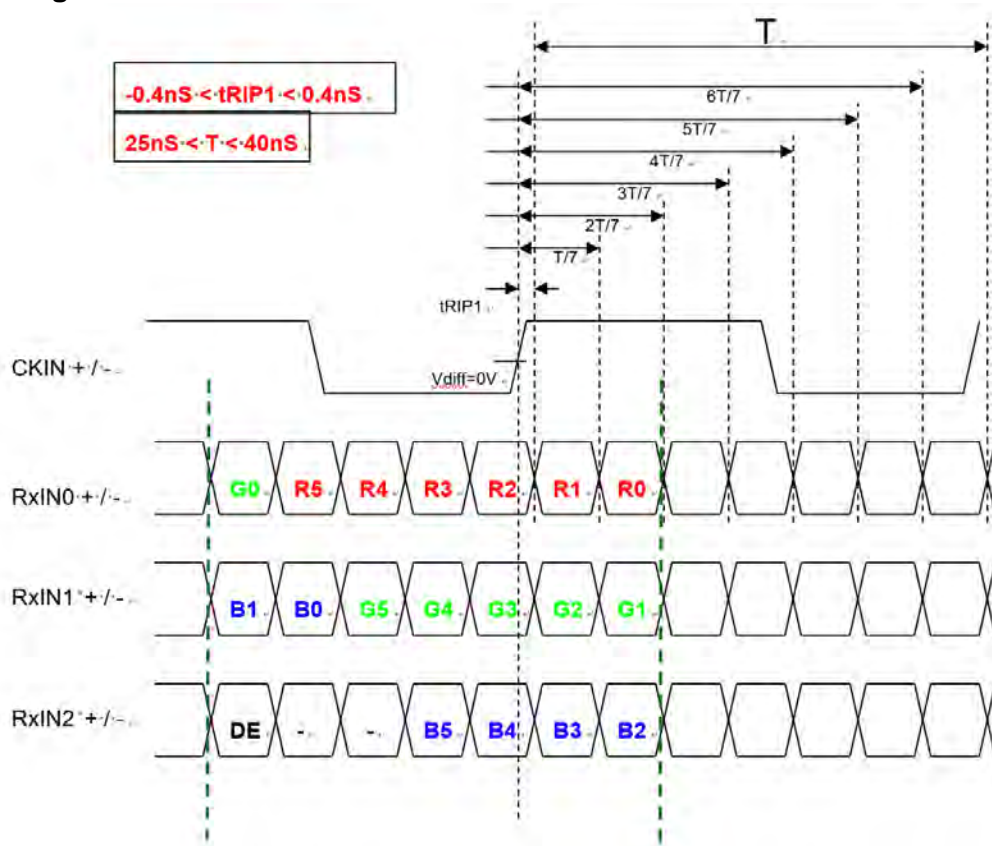 T
-0.4nS < tRIP1 < 0.4nS
6T/7
25nS < T < 40nS
5T/7
4T/7
3T/7
2T/7
T/7
tRIP1
CKIN + / -
Vdiff=0V
RxIN0 + / - G0 R5 R4 R3 R2 R1 R0
RxIN1 + / - B1 B0 G5 G4 G3 G2 G1
RxIN2 + / - DE - - B5 B4 B3 B2